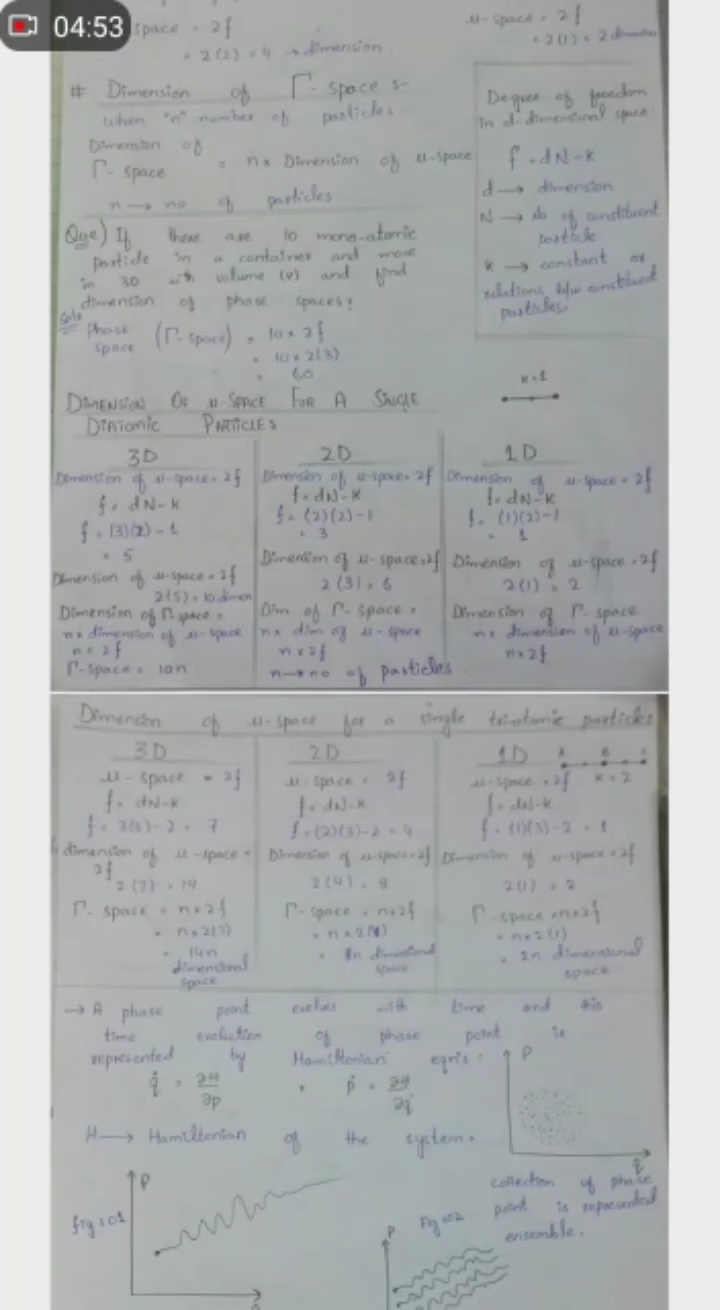 04:53
space = 2f
= 2(2) = 4 → dimension.
μ-space = 2f
= 2(1) = 2 dimension
# Dimension of Γ-space :-
when "n" number of particles
Dimension of
Γ-space = n x Dimension of μ-space
n → no of particles
Degree of freedom
in d-dimensional space:
f = dN-k
d → dimension
N → No of constituent
particle
k → constant or
relations b/w constituent
particles.
Que) If there are 10 mono-atomic
particle in a container and move
in 3D with volume (v) and find
dimension of phase spaces?
Soln Phase
space (Γ-space) = 10 x 2f
= 10 x 2(3)
= 60
K=1
DIMENSION OF μ SPACE FOR A SINGLE
DIATOMIC PARTICLES
3D
Dimension of μ-space = 2f
f = dN-k
f = (3)(2) - 1
= 5
Dimension of μ-space = 2f
2(5) = 10 dimen
Dimension of Γ space =
n x dimension of μ-space
n x 2f
Γ-space = 10n
2D
Dimension of μ-space = 2f
f = dN-k
f = (2)(2) - 1
= 3
Dimension of μ-space = 2f
2(3) = 6
Dim of Γ-space =
n x dim of μ-space
n x 2f
n → no of particles
1D
Dimension of μ-space = 2f
f = dN-k
f = (1)(2) - 1
= 1
Dimension of μ-space = 2f
2(1) = 2
Dimension of Γ-space
n x dimension of μ-space
n x 2f
Dimension of μ-space for a single tri-atomic particles
3D
μ-space = 2f
f = dN-k
f = 3(3) - 2 = 7
dimension of μ-space =
2f
2(7) = 14
Γ-space = n x 2f
= n x 2(7)
= 14n
dimensional
space
2D
μ-space = 2f
f = dN-k
f = (2)(3) - 2 = 4
Dimension of μ-space = 2f
2(4) = 8
Γ-space = n x 2f
= n x 2(4)
= 8n dimensional
space
1D
A B C
μ-space = 2f K=2
f = dN-k
f = (1)(3) - 2 = 1
Dimension of μ-space = 2f
2(1) = 2
Γ-space = n x 2f
= n x 2(1)
= 2n dimensional
space
→ A phase point evolves with time and this
time evolution of phase point is
represented by Hamiltonian eqns:
q̇ = ∂H/∂p , ṗ = ∂H/∂q
H → Hamiltonian of the system.
P
q
collection of phase
point is represented
ensemble.
fig:01
P
Fig:02
P